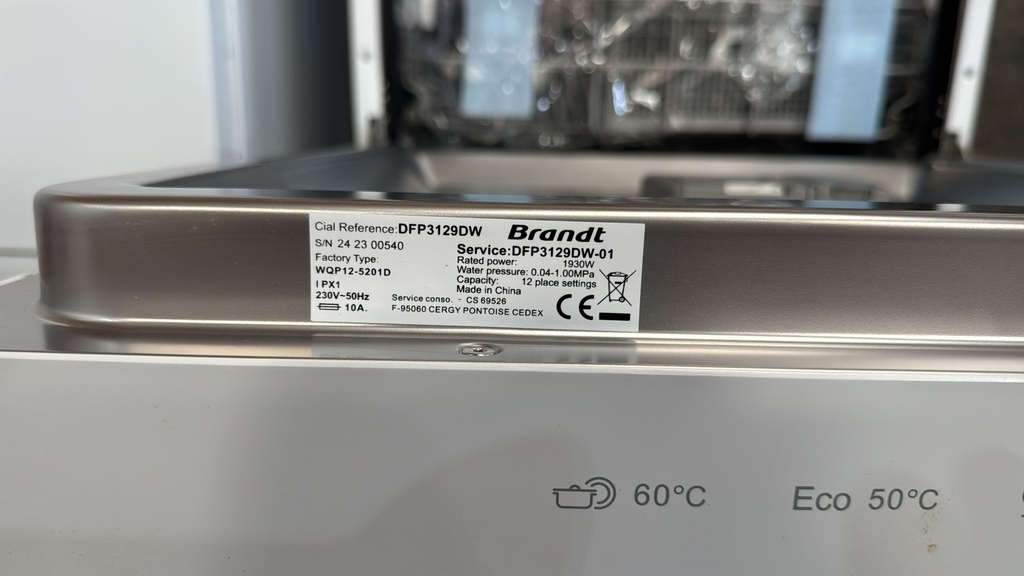 Cial Reference:DFP3129DW
Brandt
S/N 24 23 00540
Service:DFP3129DW-01
Factory Type:
Rated power: 1930W
WQP12-5201D
Water pressure: 0.04-1.00MPa
Capacity: 12 place settings
IPX1
Made in China
230V~50Hz
Service conso. - CS 69526
10A.
F-95060 CERGY PONTOISE CEDEX
CE
60°C
Eco 50°C